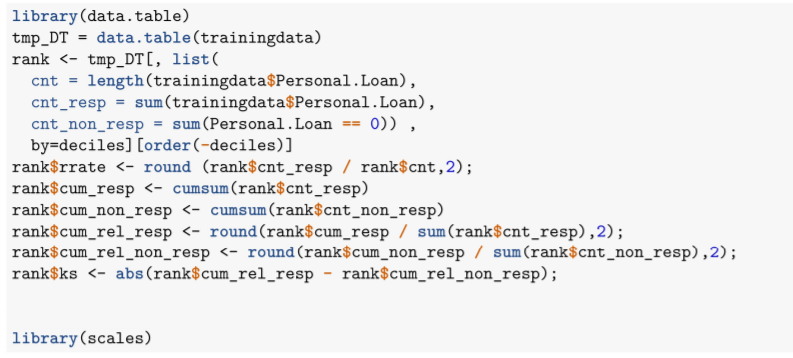 library(data.table)
tmp_DT = data.table(trainingdata)
rank <- tmp_DT[, list(
  cnt = length(trainingdata$Personal.Loan),
  cnt_resp = sum(trainingdata$Personal.Loan),
  cnt_non_resp = sum(Personal.Loan == 0)) ,
  by=deciles][order(-deciles)]
rank$rrate <- round (rank$cnt_resp / rank$cnt,2);
rank$cum_resp <- cumsum(rank$cnt_resp)
rank$cum_non_resp <- cumsum(rank$cnt_non_resp)
rank$cum_rel_resp <- round(rank$cum_resp / sum(rank$cnt_resp),2);
rank$cum_rel_non_resp <- round(rank$cum_non_resp / sum(rank$cnt_non_resp),2);
rank$ks <- abs(rank$cum_rel_resp - rank$cum_rel_non_resp);
library(scales)